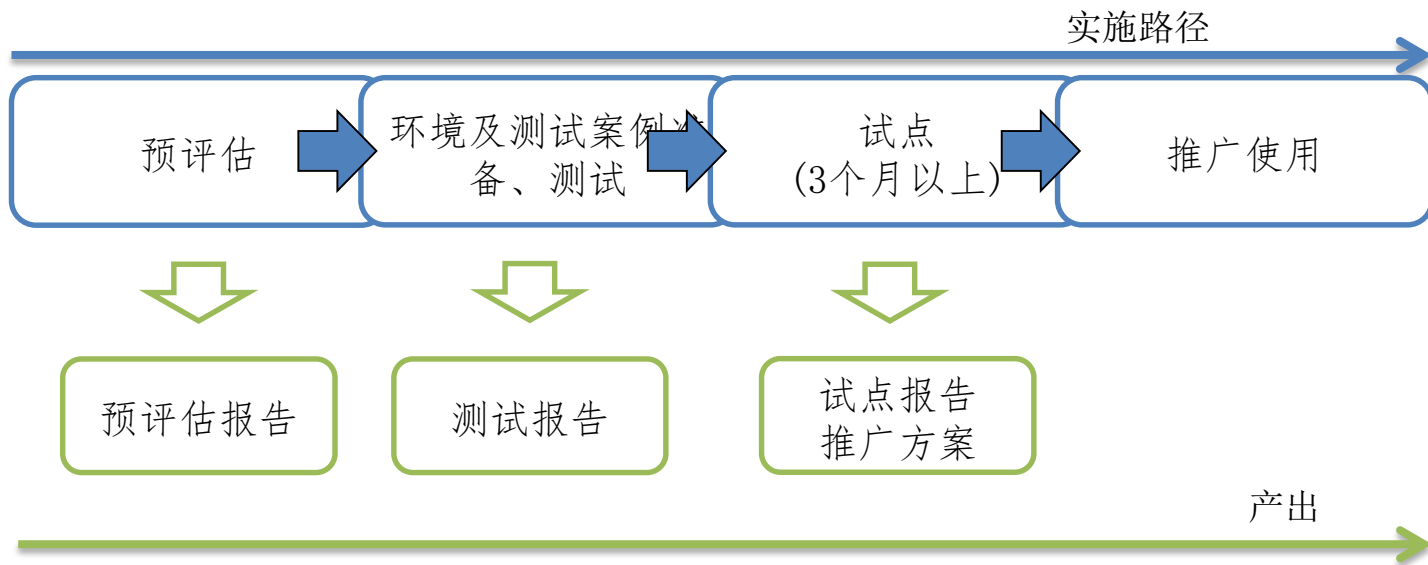 实施路径
预评估
环境及测试案例准
备、测试
试点
(3个月以上)
推广使用
预评估报告
测试报告
试点报告
推广方案
产出